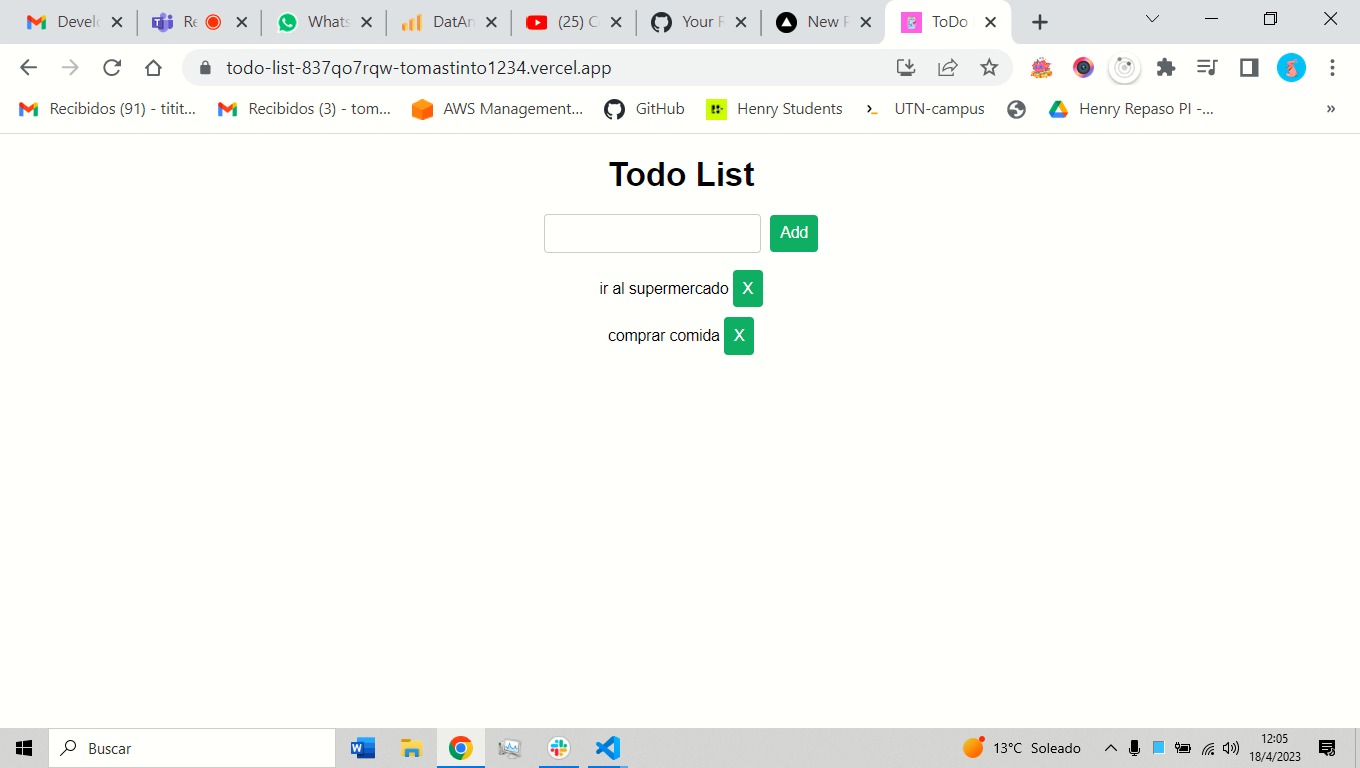 Develo Re Whats DatAn (25) C Your R New P ToDo
todo-list-837qo7rqw-tomastinto1234.vercel.app
Recibidos (91) - titit... Recibidos (3) - tom... AWS Management... GitHub Henry Students UTN-campus Henry Repaso PI -... »
Todo List
Add
ir al supermercado X
comprar comida X
Buscar 13°C Soleado 12:05
18/4/2023